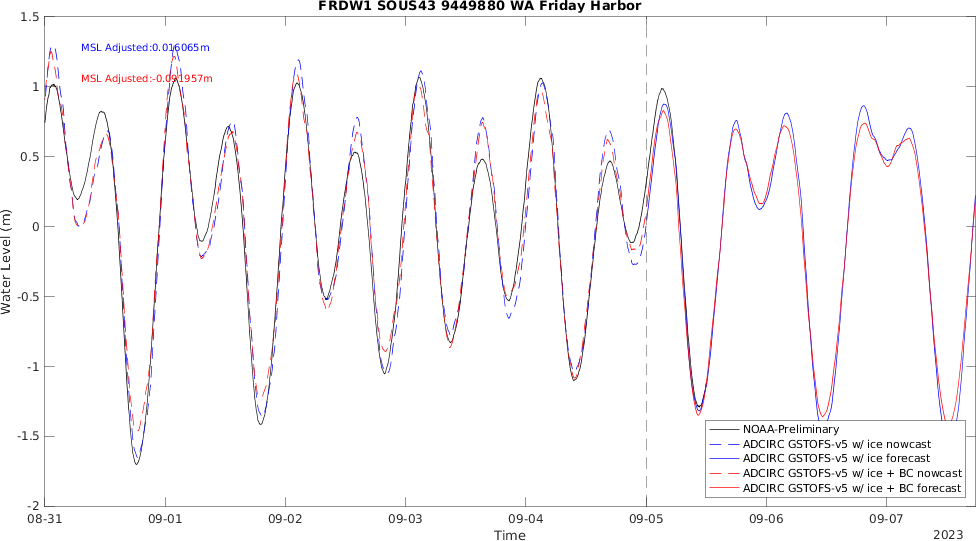 FRDW1 SOUS43 9449880 WA Friday Harbor
MSL Adjusted:0.016065m
MSL Adjusted:-0.091957m
1.5
1
0.5
0
-0.5
-1
-1.5
-2
Water Level (m)
08-31 09-01 09-02 09-03 09-04 09-05 09-06 09-07
Time
2023
NOAA-Preliminary
ADCIRC GSTOFS-v5 w/ ice nowcast
ADCIRC GSTOFS-v5 w/ ice forecast
ADCIRC GSTOFS-v5 w/ ice + BC nowcast
ADCIRC GSTOFS-v5 w/ ice + BC forecast